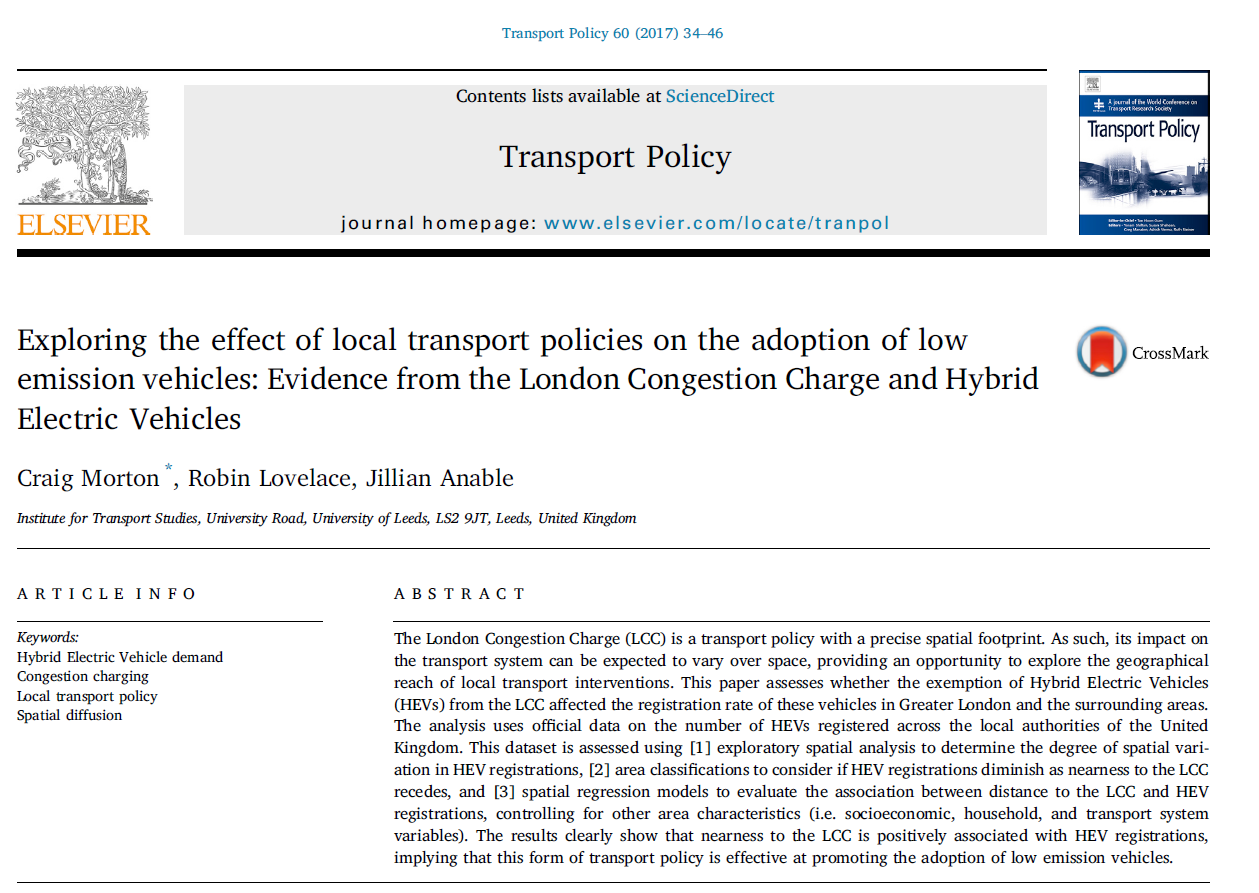 Transport Policy 60 (2017) 34–46
Contents lists available at ScienceDirect
Transport Policy
journal homepage: www.elsevier.com/locate/tranpol
ELSEVIER
A journal of the World Conference on
Transport Research Society
Transport Policy
Exploring the effect of local transport policies on the adoption of low
emission vehicles: Evidence from the London Congestion Charge and Hybrid
Electric Vehicles
CrossMark
Craig Morton *, Robin Lovelace, Jillian Anable
Institute for Transport Studies, University Road, University of Leeds, LS2 9JT, Leeds, United Kingdom
ARTICLE INFO
Keywords:
Hybrid Electric Vehicle demand
Congestion charging
Local transport policy
Spatial diffusion
ABSTRACT
The London Congestion Charge (LCC) is a transport policy with a precise spatial footprint. As such, its impact on
the transport system can be expected to vary over space, providing an opportunity to explore the geographical
reach of local transport interventions. This paper assesses whether the exemption of Hybrid Electric Vehicles
(HEVs) from the LCC affected the registration rate of these vehicles in Greater London and the surrounding areas.
The analysis uses official data on the number of HEVs registered across the local authorities of the United
Kingdom. This dataset is assessed using [1] exploratory spatial analysis to determine the degree of spatial vari-
ation in HEV registrations, [2] area classifications to consider if HEV registrations diminish as nearness to the LCC
recedes, and [3] spatial regression models to evaluate the association between distance to the LCC and HEV
registrations, controlling for other area characteristics (i.e. socioeconomic, household, and transport system
variables). The results clearly show that nearness to the LCC is positively associated with HEV registrations,
implying that this form of transport policy is effective at promoting the adoption of low emission vehicles.